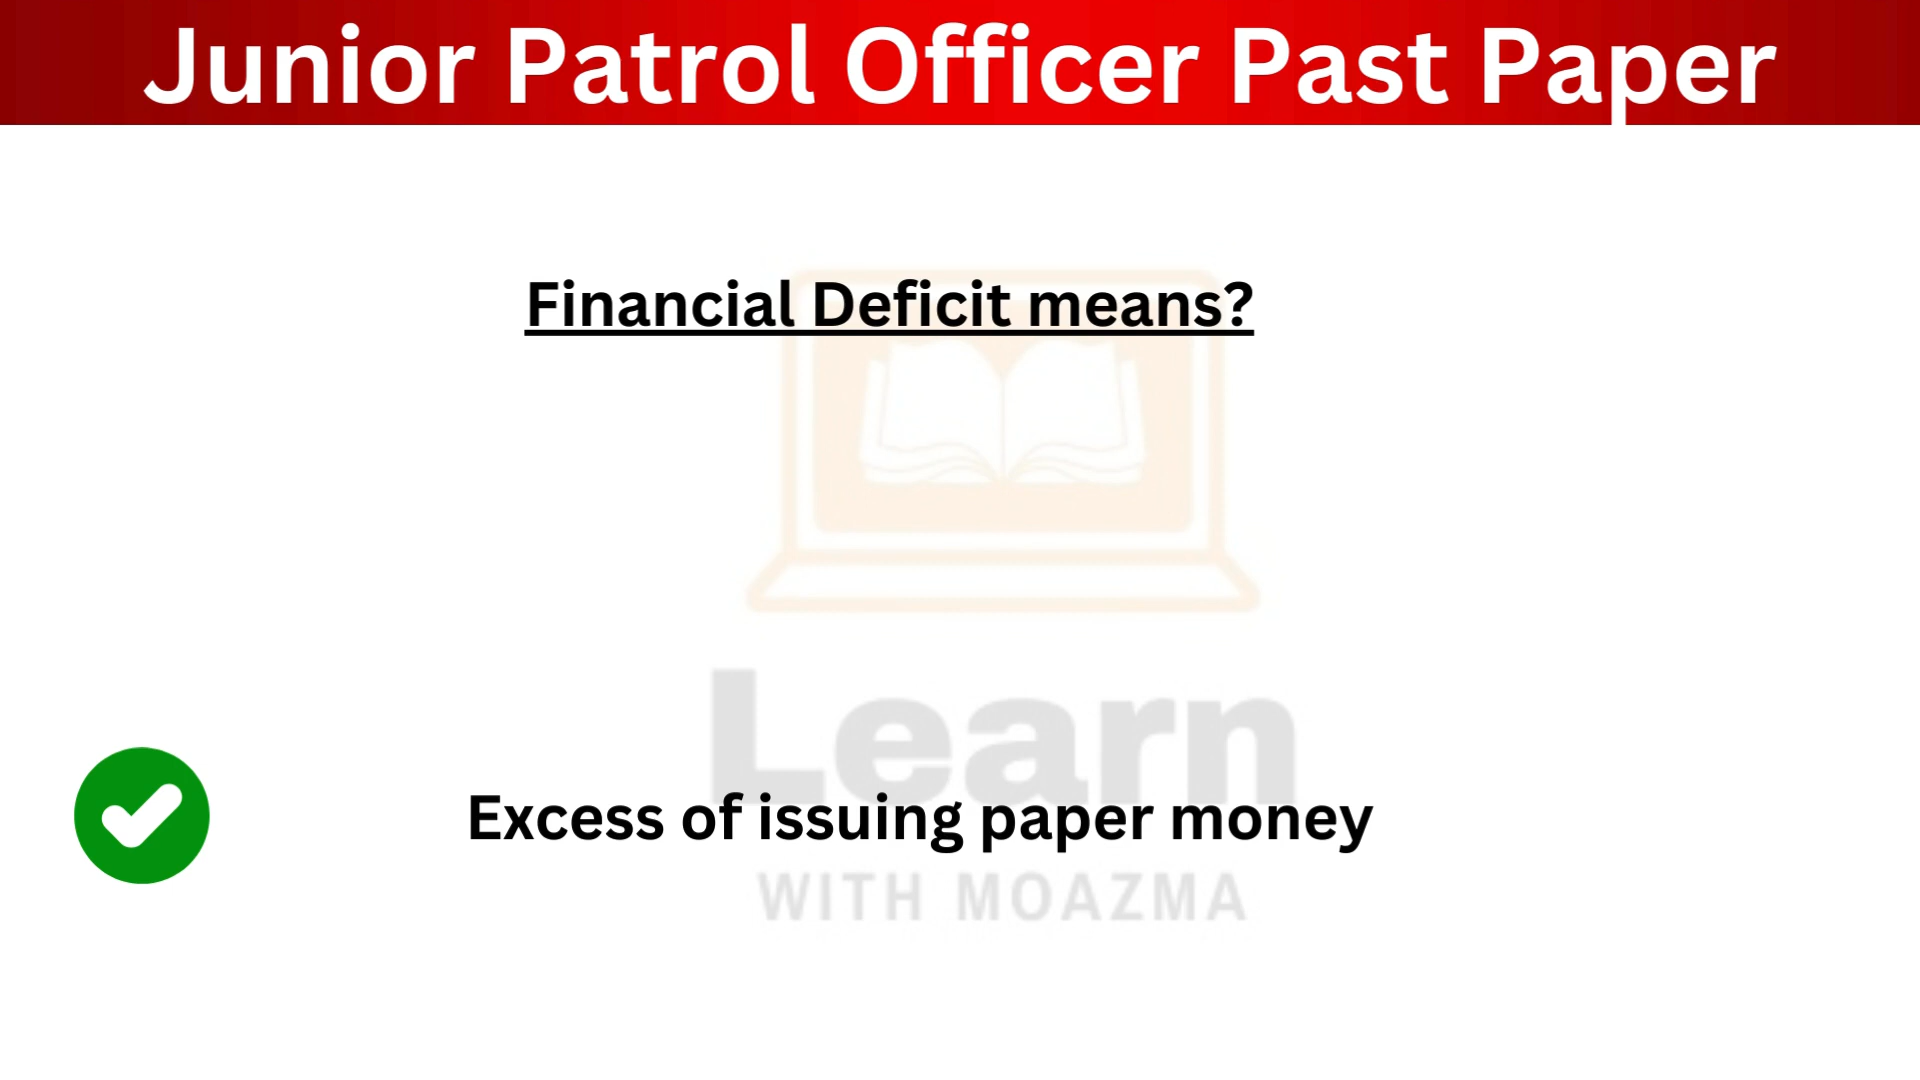 Junior Patrol Officer Past Paper
Financial Deficit means?
Learn
Excess of issuing paper money
WITH MOAZMA